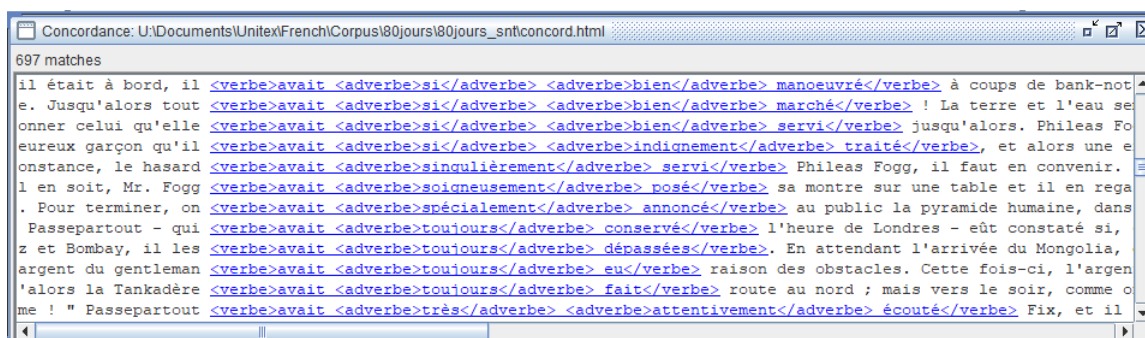 Concordance: U:\Documents\Unitex\French\Corpus\80jours\80jours_snt\concord.html
697 matches
il était à bord, il <verbe>avait <adverbe>si</adverbe> <adverbe>bien</adverbe> manoeuvré</verbe> à coups de bank-not
e. Jusqu'alors tout <verbe>avait <adverbe>si</adverbe> <adverbe>bien</adverbe> marché</verbe> ! La terre et l'eau se
onner celui qu'elle <verbe>avait <adverbe>si</adverbe> <adverbe>bien</adverbe> servi</verbe> jusqu'alors. Phileas Fo
eureux garçon qu'il <verbe>avait <adverbe>si</adverbe> <adverbe>indignement</adverbe> traité</verbe>, et alors une e
onstance, le hasard <verbe>avait <adverbe>singulièrement</adverbe> servi</verbe> Phileas Fogg, il faut en convenir.
l en soit, Mr. Fogg <verbe>avait <adverbe>soigneusement</adverbe> posé</verbe> sa montre sur une table et il en rega
. Pour terminer, on <verbe>avait <adverbe>spécialement</adverbe> annoncé</verbe> au public la pyramide humaine, dans
Passepartout - qui <verbe>avait <adverbe>toujours</adverbe> conservé</verbe> l'heure de Londres - eût constaté si,
z et Bombay, il les <verbe>avait <adverbe>toujours</adverbe> dépassées</verbe>. En attendant l'arrivée du Mongolia,
argent du gentleman <verbe>avait <adverbe>toujours</adverbe> eu</verbe> raison des obstacles. Cette fois-ci, l'argen
'alors la Tankadère <verbe>avait <adverbe>toujours</adverbe> fait</verbe> route au nord ; mais vers le soir, comme o
me ! " Passepartout <verbe>avait <adverbe>très</adverbe> <adverbe>attentivement</adverbe> écouté</verbe> Fix, et il